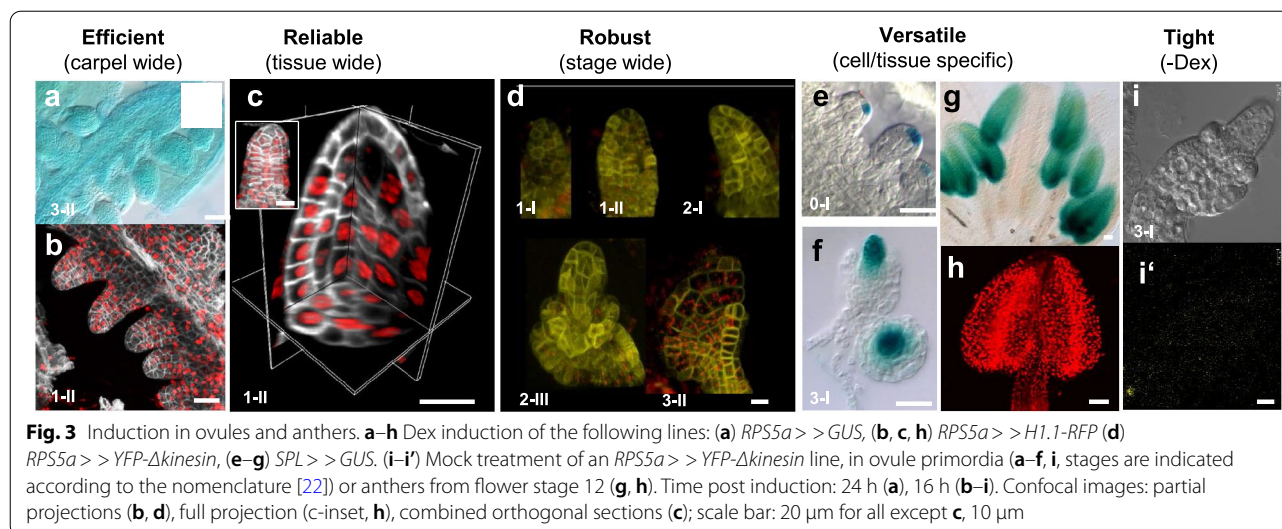 Efficient
(carpel wide)
Reliable
(tissue wide)
Robust
(stage wide)
Versatile
(cell/tissue specific)
Tight
(-Dex)
a
3-II
b
1-II
c
1-II
d
1-I
1-II
2-I
2-III
3-II
e
0-I
f
3-I
g
h
i
3-I
i‘
Fig. 3 Induction in ovules and anthers. a–h Dex induction of the following lines: (a) RPS5a > > GUS, (b, c, h) RPS5a > > H1.1-RFP (d)
RPS5a > > YFP-Δkinesin, (e–g) SPL > > GUS. (i–i′) Mock treatment of an RPS5a > > YFP-Δkinesin line, in ovule primordia (a–f, i, stages are indicated
according to the nomenclature [22]) or anthers from flower stage 12 (g, h). Time post induction: 24 h (a), 16 h (b–i). Confocal images: partial
projections (b, d), full projection (c-inset, h), combined orthogonal sections (c); scale bar: 20 μm for all except c, 10 μm